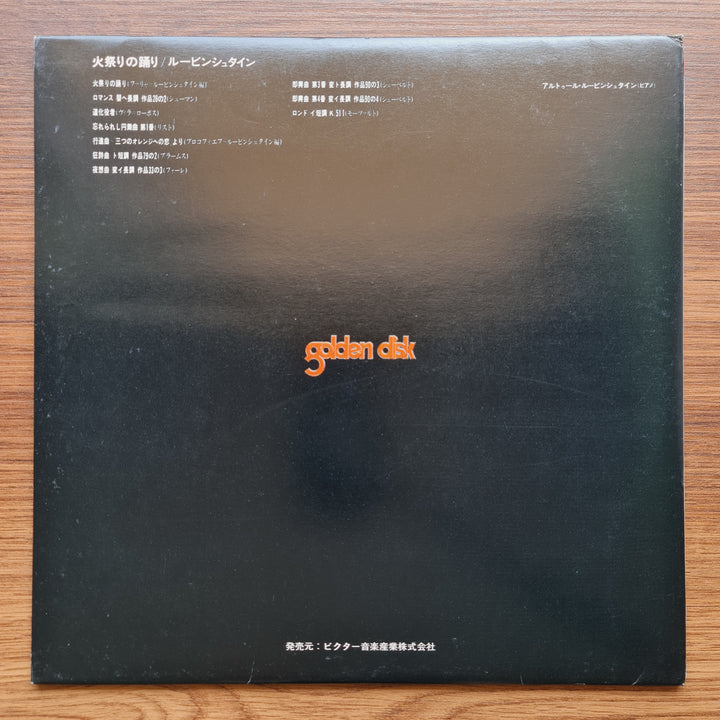 火祭りの踊り/ルービンシュタイン
火祭りの踊り(ファリャールービンシュタイン編)
ロマンス 嬰ヘ長調 作品28の2(シューマン)
道化役者(ヴィラ=ローボス)
忘れられし円舞曲 第1番(リスト)
行進曲 三つのオレンジへの恋 より(プロコフィエフールービンシュタイン編)
狂詩曲 ト短調 作品79の2(ブラームス)
夜想曲 変イ長調 作品33の3(フォーレ)
即興曲 第3番 変ト長調 作品90の3(シューベルト)
即興曲 第4番 変イ長調 作品90の4(シューベルト)
ロンド イ短調 K.511(モーツァルト)
アルトゥール・ルービンシュタイン(ピアノ)
golden disk
発売元:ビクター音楽産業株式会社